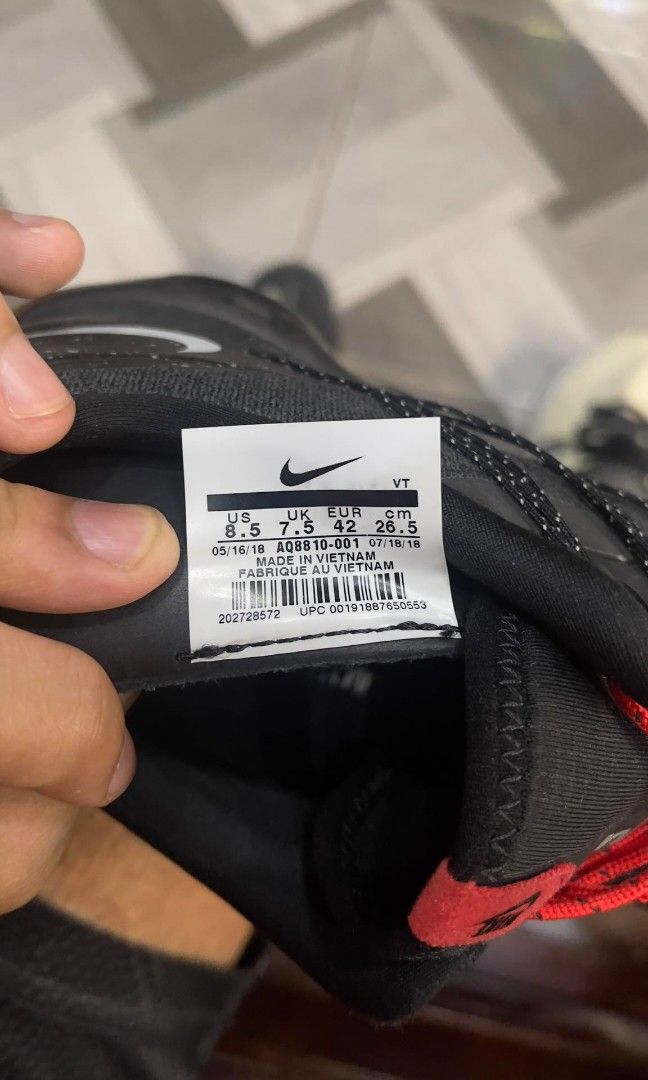 VT
US UK EUR cm
8.5 7.5 42 26.5
05/16/18 AQ8810-001 07/18/18
MADE IN VIETNAM
FABRIQUE AU VIETNAM
202728572 UPC 00191887650553